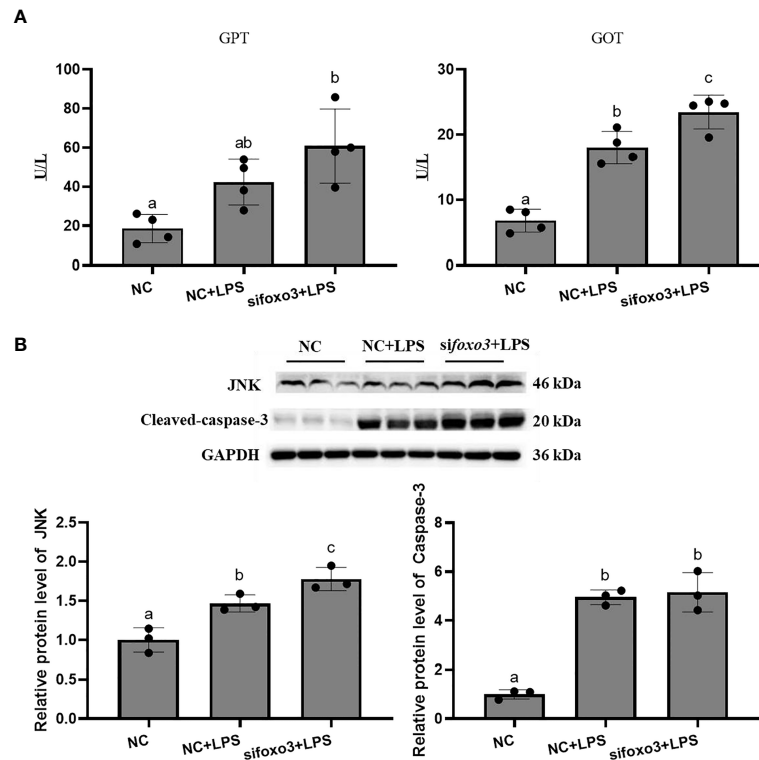 A
GPT
GOT
U/L
100
80
60
40
20
0
a
ab
b
NC
NC+LPS
sifoxo3+LPS
U/L
30
20
10
0
a
b
c
NC
NC+LPS
sifoxo3+LPS
B
NC NC+LPS sifoxo3+LPS
JNK 46 kDa
Cleaved-caspase-3 20 kDa
GAPDH 36 kDa
Relative protein level of JNK
2.5
2.0
1.5
1.0
0.5
0.0
a
b
c
NC
NC+LPS
sifoxo3+LPS
Relative protein level of Caspase-3
8
6
4
2
0
a
b
b
NC
NC+LPS
sifoxo3+LPS